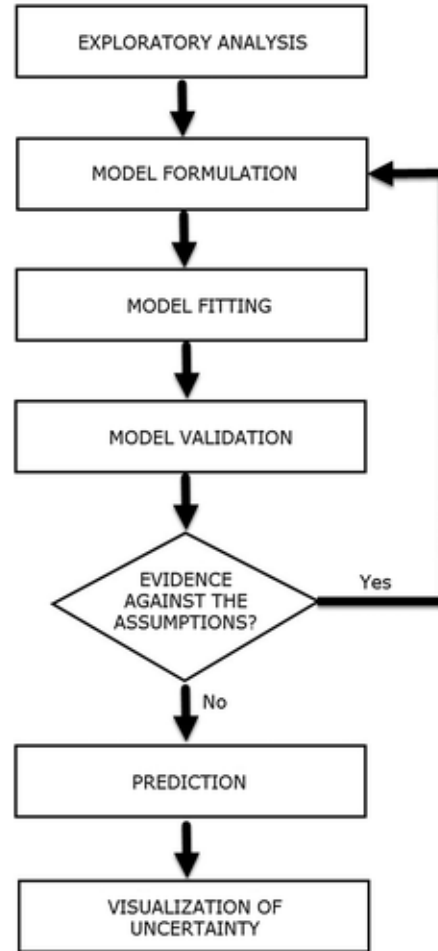 EXPLORATORY ANALYSIS
MODEL FORMULATION
MODEL FITTING
MODEL VALIDATION
EVIDENCE
AGAINST THE
ASSUMPTIONS?
Yes
No
PREDICTION
VISUALIZATION OF
UNCERTAINTY